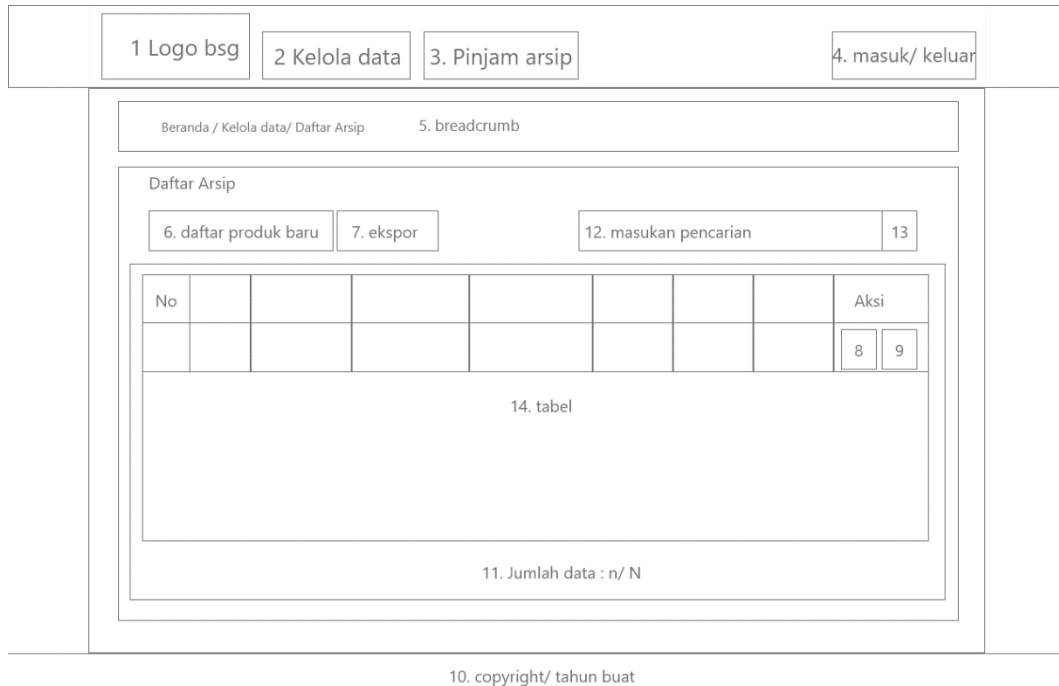 1 Logo bsg
2 Kelola data
3. Pinjam arsip
4. masuk/ keluar
Beranda / Kelola data/ Daftar Arsip
5. breadcrumb
Daftar Arsip
6. daftar produk baru
7. ekspor
12. masukan pencarian
13
No
Aksi
8
9
14. tabel
11. Jumlah data : n/ N
10. copyright/ tahun buat